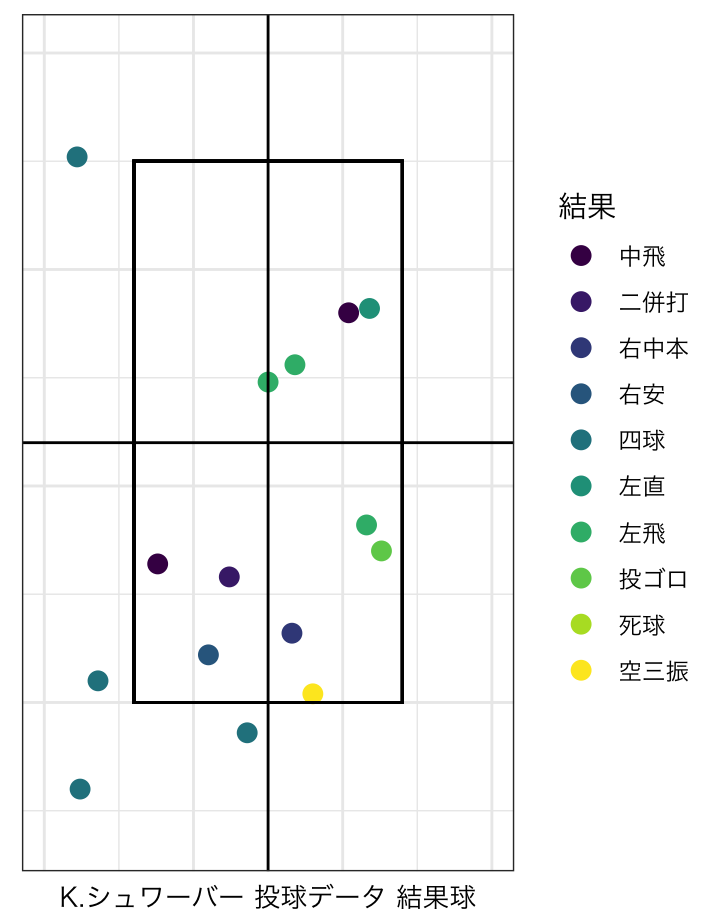 結果
中飛
二併打
右中本
右安
四球
左直
左飛
投ゴロ
死球
空三振
K.シュワーバー 投球データ 結果球